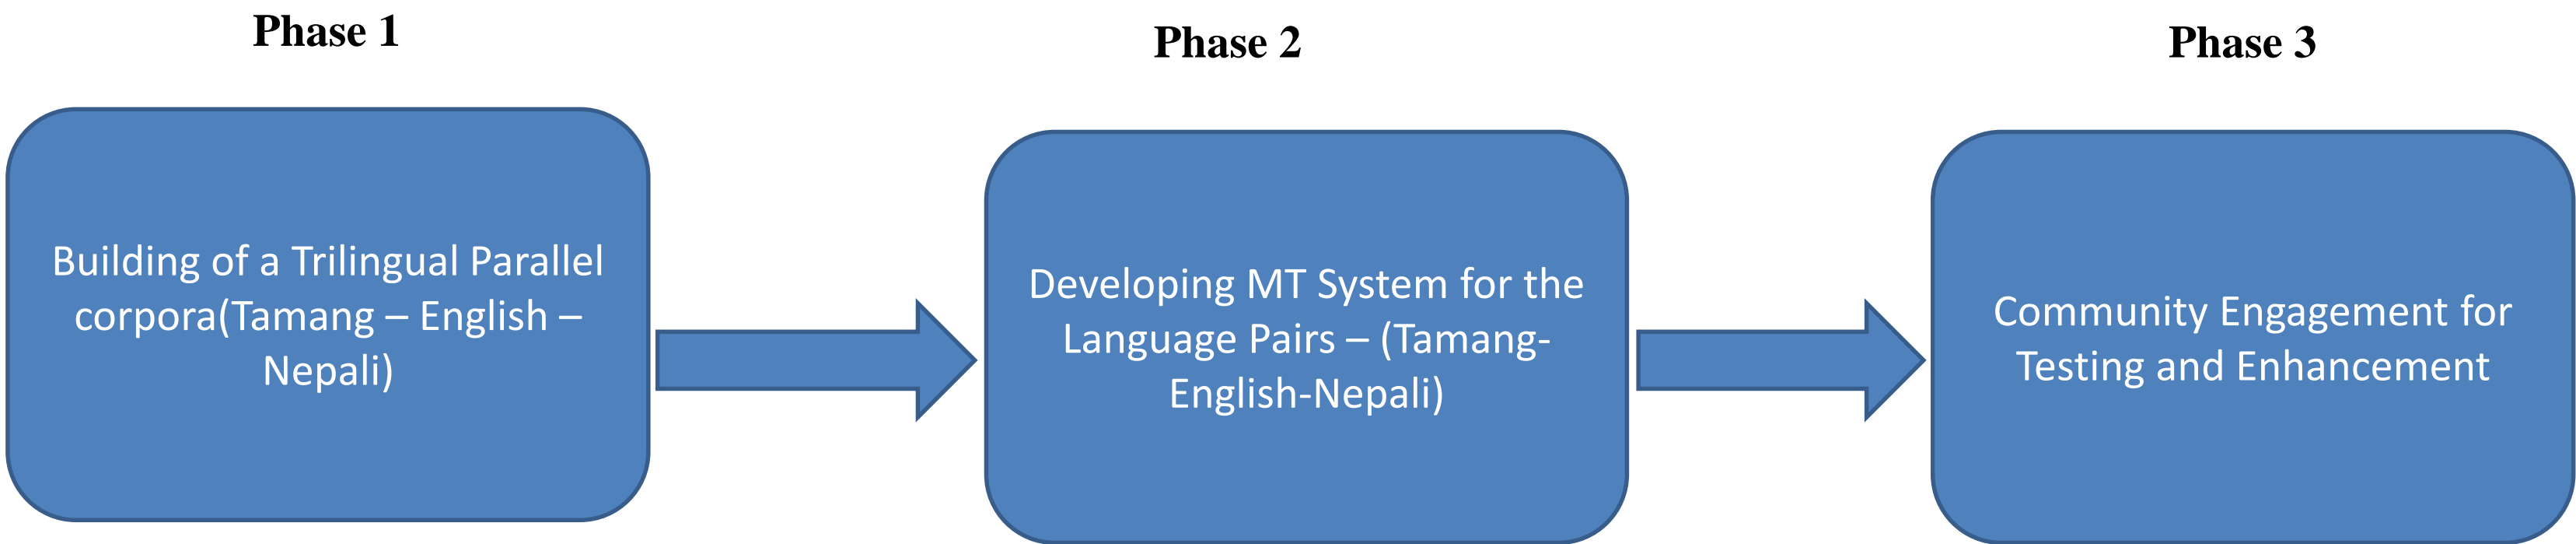 Phase 1
Building of a Trilingual Parallel
corpora(Tamang – English –
Nepali)
Phase 2
Developing MT System for the
Language Pairs – (Tamang-
English-Nepali)
Phase 3
Community Engagement for
Testing and Enhancement